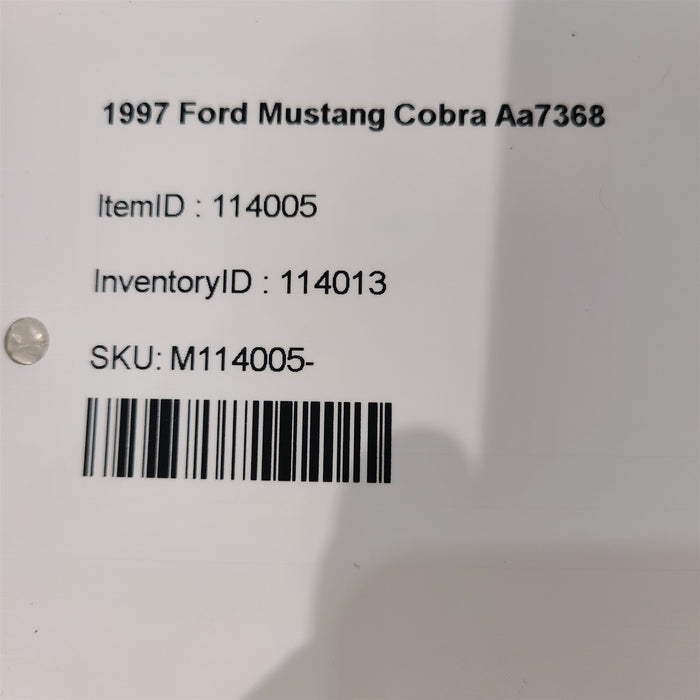 1997 Ford Mustang Cobra Aa7368
ItemID : 114005
InventoryID : 114013
SKU: M114005-